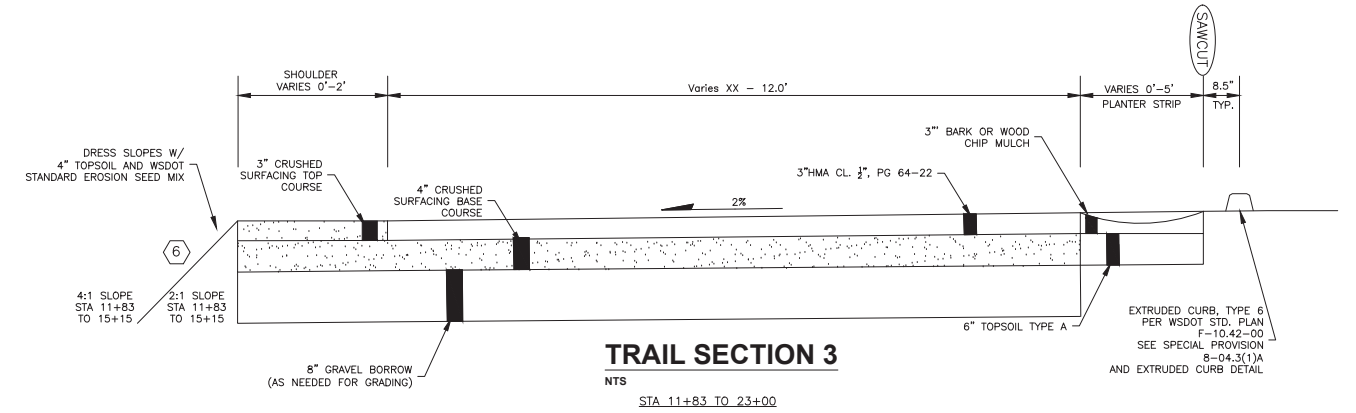 SAWCUT
SHOULDER
VARIES 0'-2'
Varies XX - 12.0'
VARIES 0'-5'
PLANTER STRIP
8.5"
TYP.
DRESS SLOPES W/
4" TOPSOIL AND WSDOT
STANDARD EROSION SEED MIX
3" CRUSHED
SURFACING TOP
COURSE
4" CRUSHED
SURFACING BASE
COURSE
2%
3"HMA CL. ½", PG 64-22
3"' BARK OR WOOD
CHIP MULCH
6
4:1 SLOPE
STA 11+83
TO 15+15
2:1 SLOPE
STA 11+83
TO 15+15
8" GRAVEL BORROW
(AS NEEDED FOR GRADING)
6" TOPSOIL TYPE A
EXTRUDED CURB, TYPE 6
PER WSDOT STD. PLAN
F-10.42-00
SEE SPECIAL PROVISION
8-04.3(1)A
AND EXTRUDED CURB DETAIL
TRAIL SECTION 3
NTS
STA 11+83 TO 23+00